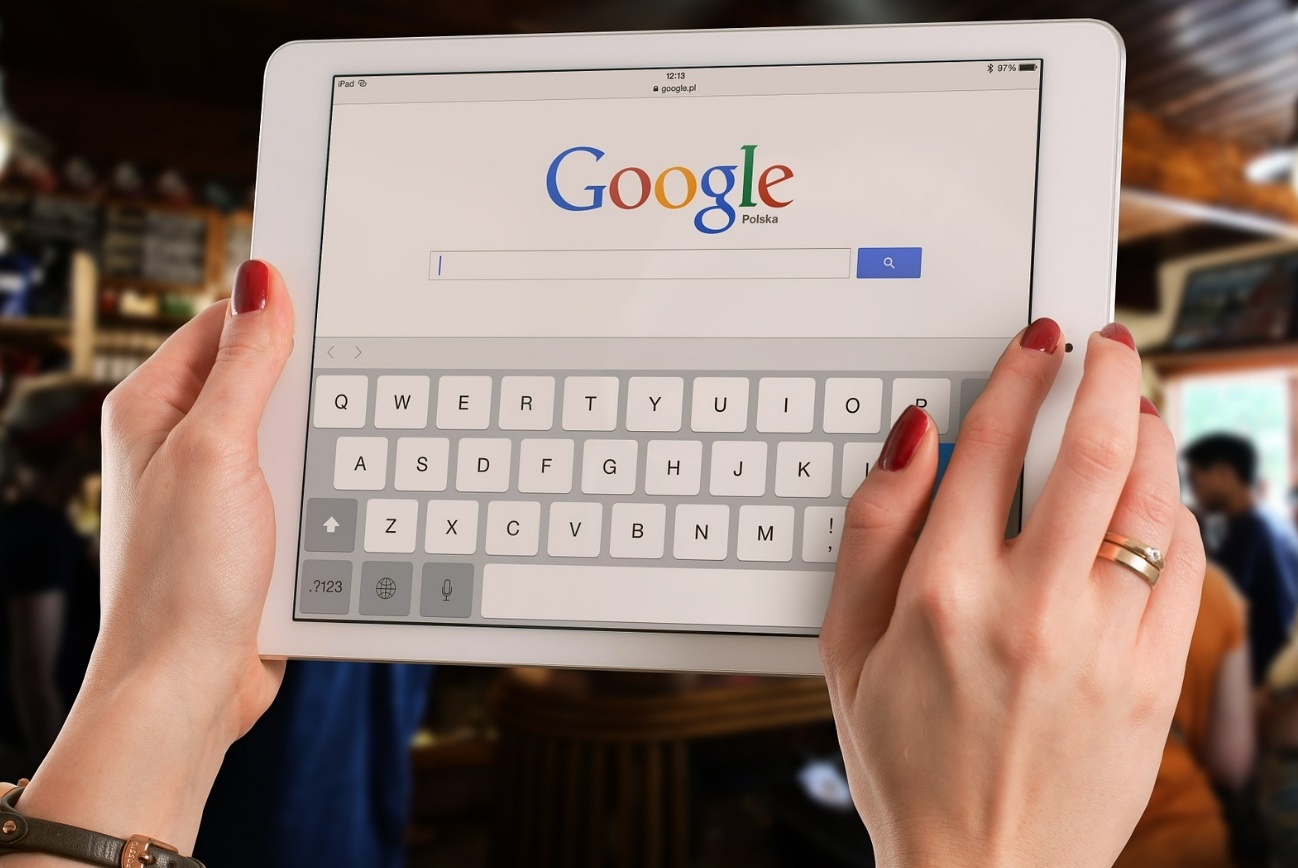 iPad 12:13 97%
google.pl
Google
Polska
Q W E R T Y U I O P
A S D F G H J K
Z X C V B N M ! ,
.?123